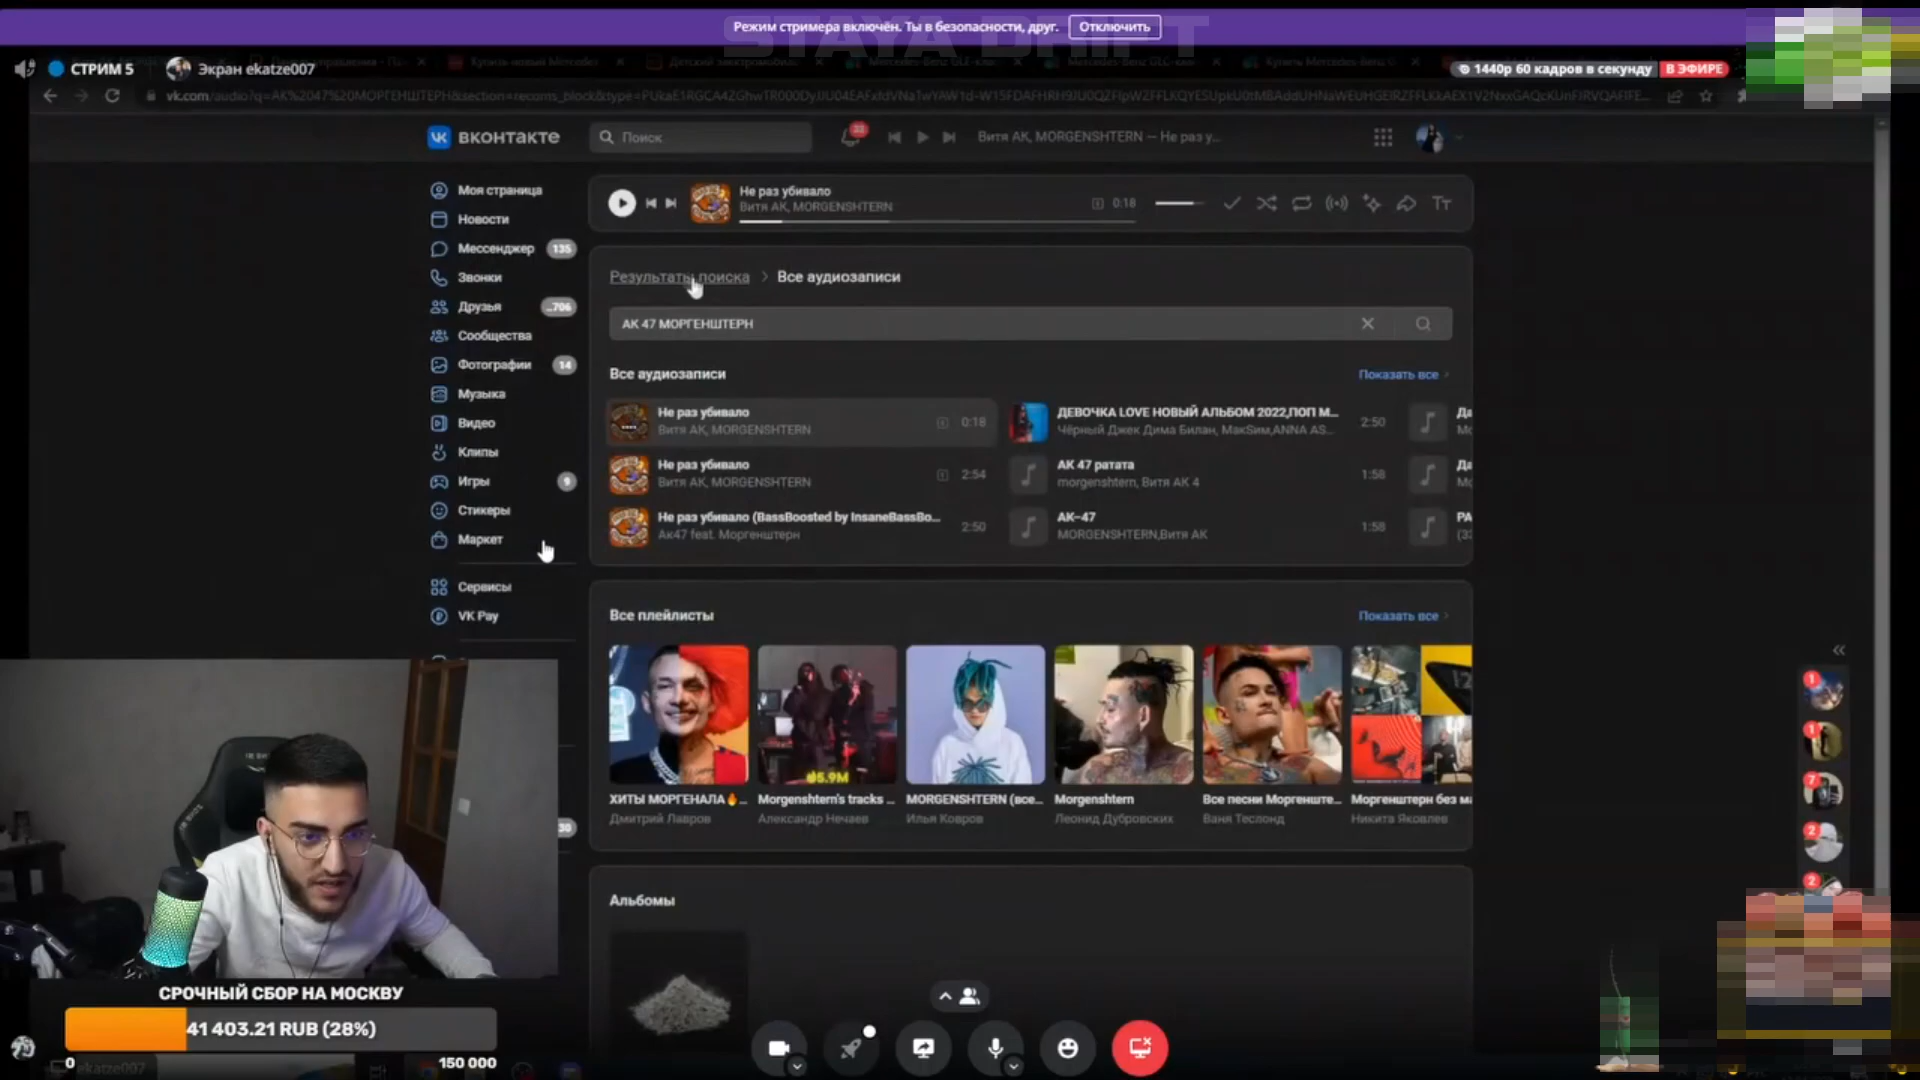 STAYA DRIFT
Режим стримера включён. Ты в безопасности, друг.
Отключить
СТРИМ 5
Экран ekatze007
1440p 60 кадров в секунду
В ЭФИРЕ
ВКОНТАКТЕ
Поиск
Витя АК, MORGENSHTERN — Не раз у...
Моя страница
Новости
Мессенджер 135
Звонки
Друзья ..706
Сообщества
Фотографии 14
Музыка
Видео
Клипы
Игры 9
Стикеры
Маркет
Сервисы
VK Pay
30
Не раз убивало
Витя АК, MORGENSHTERN
0:18
Результаты поиска
Все аудиозаписи
АК 47 МОРГЕНШТЕРН
Все аудиозаписи
Показать все
Не раз убивало
Витя АК, MORGENSHTERN
0:18
Не раз убивало
Витя АК, MORGENSHTERN
2:54
Не раз убивало (BassBoosted by InsaneBassBo...
Ак47 feat. Моргенштерн
2:50
ДЕВОЧКА LOVE НОВЫЙ АЛЬБОМ 2022,ПОП М...
Чёрный Джек Дима Билан, МакSим,ANNA AS...
2:50
АК 47 ратата
morgenshtern, Витя АК 4
1:58
АК-47
MORGENSHTERN,Витя АК
1:58
Все плейлисты
Показать все
5.9M
ХИТЫ МОРГЕНАЛА🔥...
Дмитрий Лавров
Morgenshtern's tracks ...
Александр Нечаев
MORGENSHTERN (все...
Илья Ковров
Morgenshtern
Леонид Дубровских
Все песни Моргенште...
Ваня Теслонд
Моргенштерн без ма
Никита Яковлев
Альбомы
СРОЧНЫЙ СБОР НА МОСКВУ
41 403.21 RUB (28%)
0
150 000
ekatze007